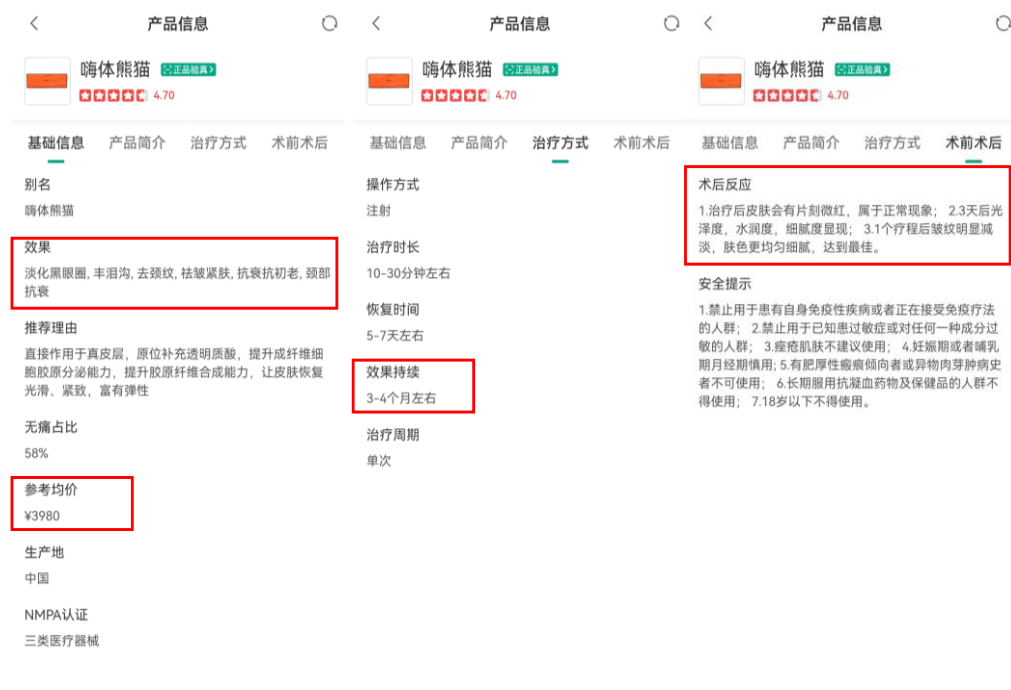 产品信息
嗨体熊猫
正品验真>
4.70
基础信息 产品简介 治疗方式 术前术后
别名
嗨体熊猫
效果
淡化黑眼圈, 丰泪沟, 去颈纹, 祛皱紧肤, 抗衰抗初老, 颈部
抗衰
推荐理由
直接作用于真皮层，原位补充透明质酸，提升成纤维细
胞胶原分泌能力，提升胶原纤维合成能力，让皮肤恢复
光滑、紧致，富有弹性
无痛占比
58%
参考均价
¥3980
生产地
中国
NMPA认证
三类医疗器械
产品信息
嗨体熊猫
正品验真>
4.70
基础信息 产品简介 治疗方式 术前术后
操作方式
注射
治疗时长
10-30分钟左右
恢复时间
5-7天左右
效果持续
3-4个月左右
治疗周期
单次
产品信息
嗨体熊猫
正品验真>
4.70
基础信息 产品简介 治疗方式 术前术后
术后反应
1.治疗后皮肤会有片刻微红，属于正常现象； 2.3天后光
泽度，水润度，细腻度显现； 3.1个疗程后皱纹明显减
淡，肤色更均匀细腻，达到最佳。
安全提示
1.禁止用于患有自身免疫性疾病或者正在接受免疫疗法
的人群； 2.禁止用于已知患过敏症或对任何一种成分过
敏的人群； 3.痤疮肌肤不建议使用； 4.妊娠期或者哺乳
期月经期慎用; 5.有肥厚性瘢痕倾向者或异物肉芽肿病史
者不可使用； 6.长期服用抗凝血药物及保健品的人群不
得使用； 7.18岁以下不得使用。